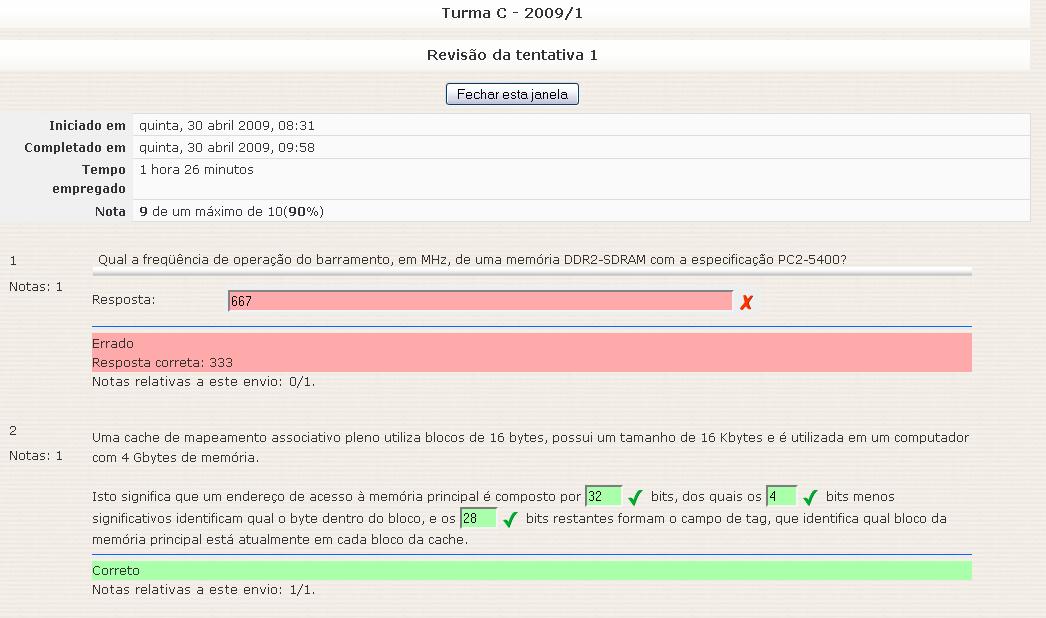 Turma C - 2009/1
Revisão da tentativa 1
Fechar esta janela
Iniciado em quinta, 30 abril 2009, 08:31
Completado em quinta, 30 abril 2009, 09:58
Tempo empregado 1 hora 26 minutos
Nota 9 de um máximo de 10(90%)
1
Notas: 1
Qual a freqüência de operação do barramento, em MHz, de uma memória DDR2-SDRAM com a especificação PC2-5400?
Resposta: 667 ✗
Errado
Resposta correta: 333
Notas relativas a este envio: 0/1.
2
Notas: 1
Uma cache de mapeamento associativo pleno utiliza blocos de 16 bytes, possui um tamanho de 16 Kbytes e é utilizada em um computador
com 4 Gbytes de memória.
Isto significa que um endereço de acesso à memória principal é composto por 32 ✓ bits, dos quais os 4 ✓ bits menos
significativos identificam qual o byte dentro do bloco, e os 28 ✓ bits restantes formam o campo de tag, que identifica qual bloco da
memória principal está atualmente em cada bloco da cache.
Correto
Notas relativas a este envio: 1/1.